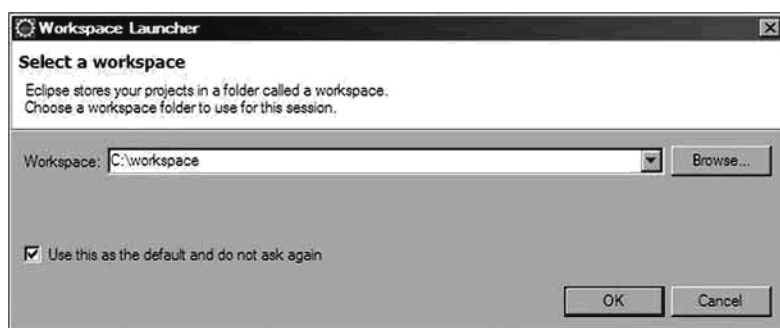 Workspace Launcher
Select a workspace
Eclipse stores your projects in a folder called a workspace.
Choose a workspace folder to use for this session.
Workspace: C:\workspace Browse...
Use this as the default and do not ask again
OK Cancel